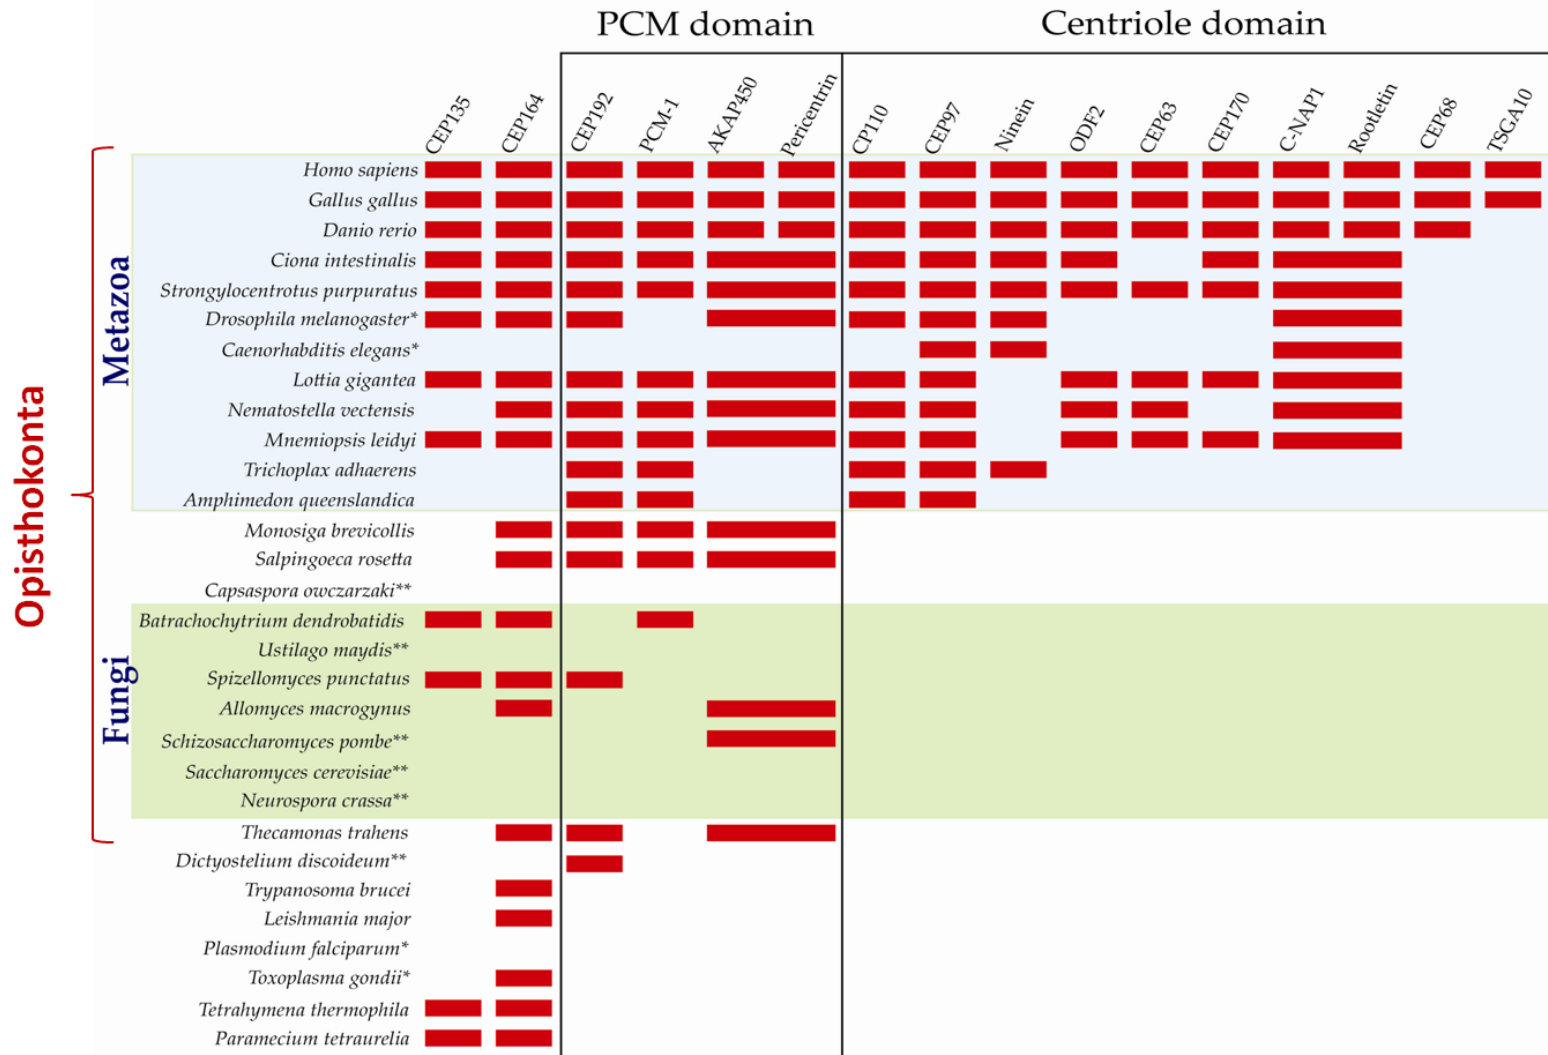 PCM domain
Centriole domain
CEP135
CEP164
CEP192
PCM-1
AKAP450
Pericentrin
CP110
CEP97
Ninein
ODF2
CEP63
CEP170
C-NAP1
Rootletin
CEP68
TSGA10
Opisthokonta
Metazoa
Homo sapiens
Gallus gallus
Danio rerio
Ciona intestinalis
Strongylocentrotus purpuratus
Drosophila melanogaster*
Caenorhabditis elegans*
Lottia gigantea
Nematostella vectensis
Mnemiopsis leidyi
Trichoplax adhaerens
Amphimedon queenslandica
Monosiga brevicollis
Salpingoeca rosetta
Capsaspora owczarzaki**
Fungi
Batrachochytrium dendrobatidis
Ustilago maydis**
Spizellomyces punctatus
Allomyces macrogynus
Schizosaccharomyces pombe**
Saccharomyces cerevisiae**
Neurospora crassa**
Thecamonas trahens
Dictyostelium discoideum**
Trypanosoma brucei
Leishmania major
Plasmodium falciparum*
Toxoplasma gondii*
Tetrahymena thermophila
Paramecium tetraurelia